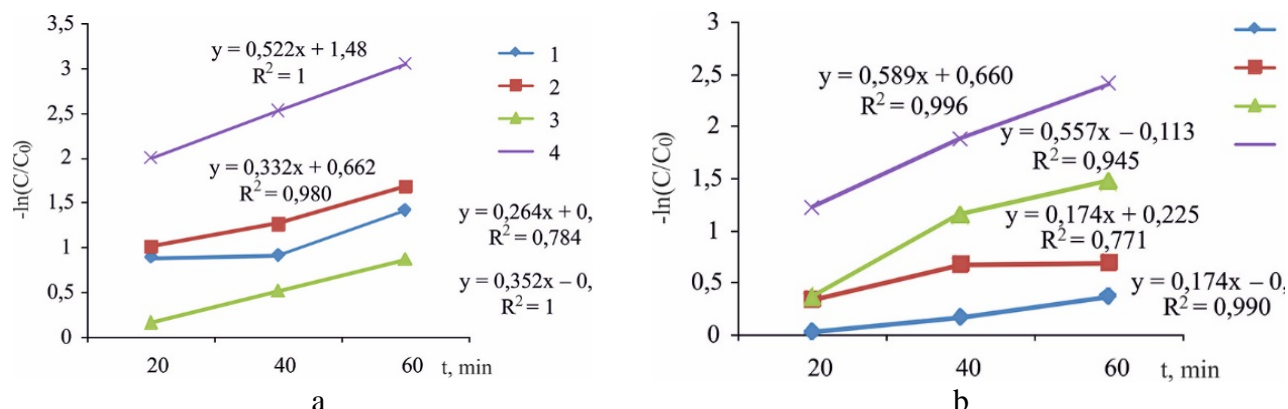 3,5
3
2,5
2
1,5
1
0,5
0
-ln(C/C0)
y = 0,522x + 1,48
R2 = 1
y = 0,332x + 0,662
R2 = 0,980
y = 0,264x + 0,
R2 = 0,784
y = 0,352x − 0,
R2 = 1
1
2
3
4
20 40 60 t, min
a
3
2,5
2
1,5
1
0,5
0
-ln(C/C0)
y = 0,589x + 0,660
R2 = 0,996
y = 0,557x − 0,113
R2 = 0,945
y = 0,174x + 0,225
R2 = 0,771
y = 0,174x − 0,
R2 = 0,990
20 40 60 t, min
b